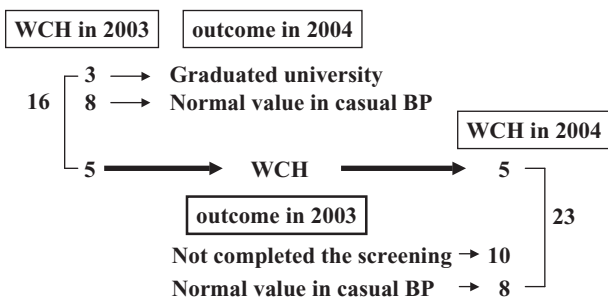 WCH in 2003 outcome in 2004
3 → Graduated university
16 8 → Normal value in casual BP
WCH in 2004
5 → WCH → 5
outcome in 2003 23
Not completed the screening → 10
Normal value in casual BP → 8